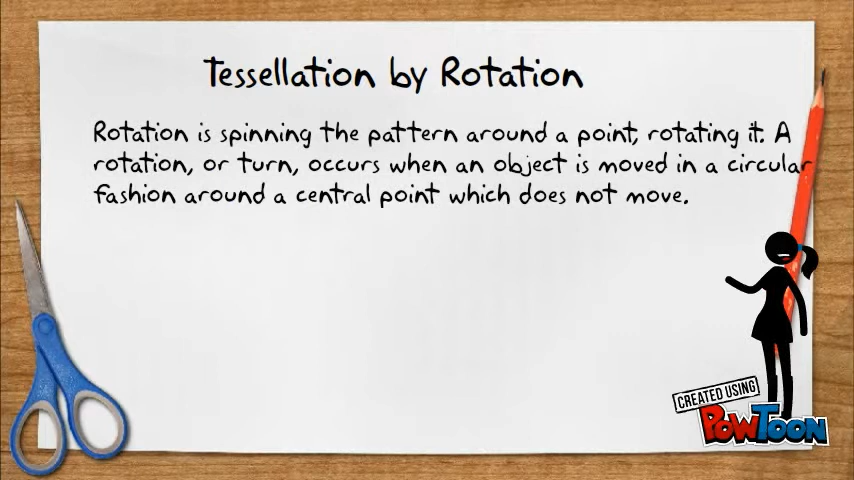 Tessellation by Rotation
Rotation is spinning the pattern around a point, rotating it. A
rotation, or turn, occurs when an object is moved in a circular
fashion around a central point which does not move.
CREATED USING
POWTOON